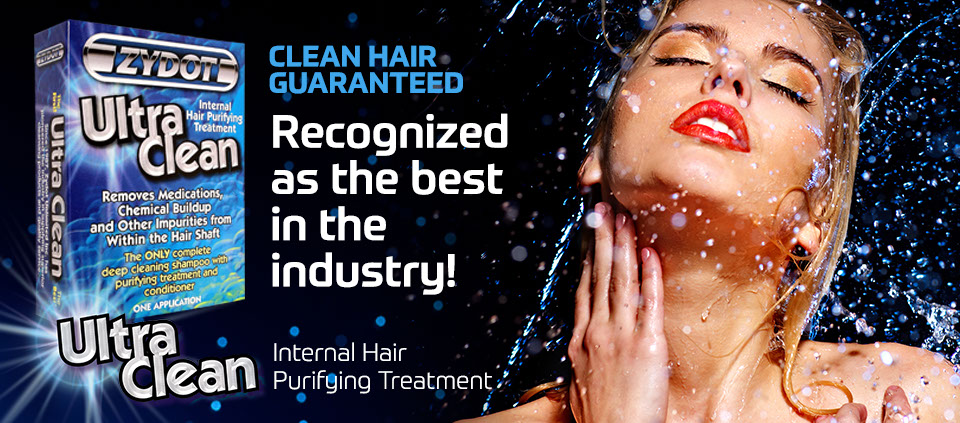 ZYDOT
Ultra
Clean
Internal
Hair Purifying
Treatment
Removes Medications,
Chemical Buildup
and Other Impurities from
Within the Hair Shaft
The ONLY complete
deep cleaning shampoo with
purifying treatment and
conditioner
ONE APPLICATION
Ultra Clean
CLEAN HAIR
GUARANTEED
Recognized
as the best
in the
industry!
Ultra
Clean
Internal Hair
Purifying Treatment